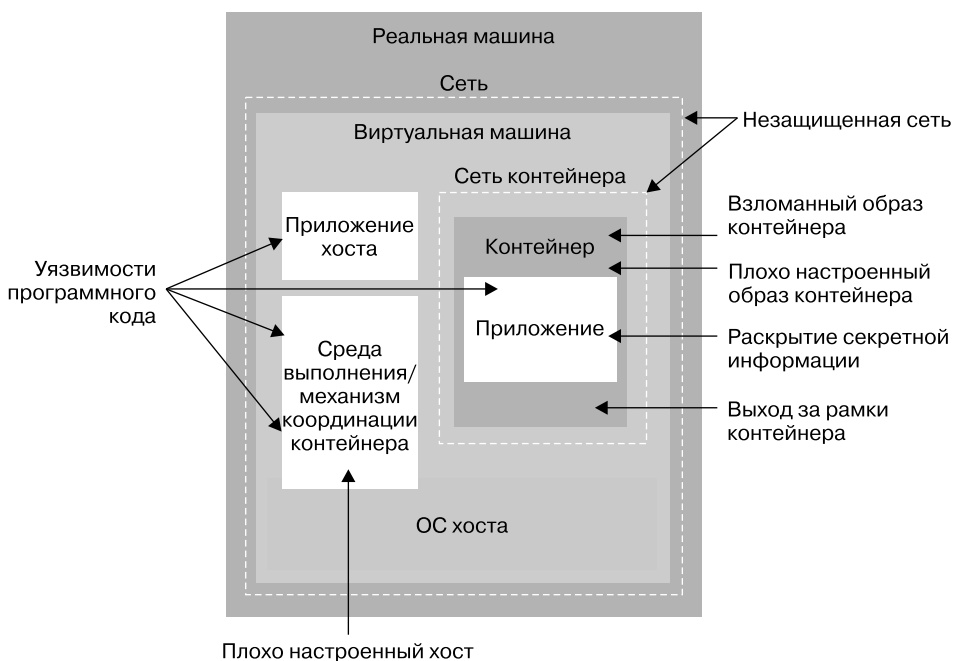 Реальная машина
Сеть
Виртуальная машина
Незащищенная сеть
Сеть контейнера
Взломанный образ
контейнера
Приложение
хоста
Контейнер
Плохо настроенный
образ контейнера
Уязвимости
программного
кода
Приложение
Раскрытие секретной
информации
Среда
выполнения/
механизм
координации
контейнера
Выход за рамки
контейнера
ОС хоста
Плохо настроенный хост